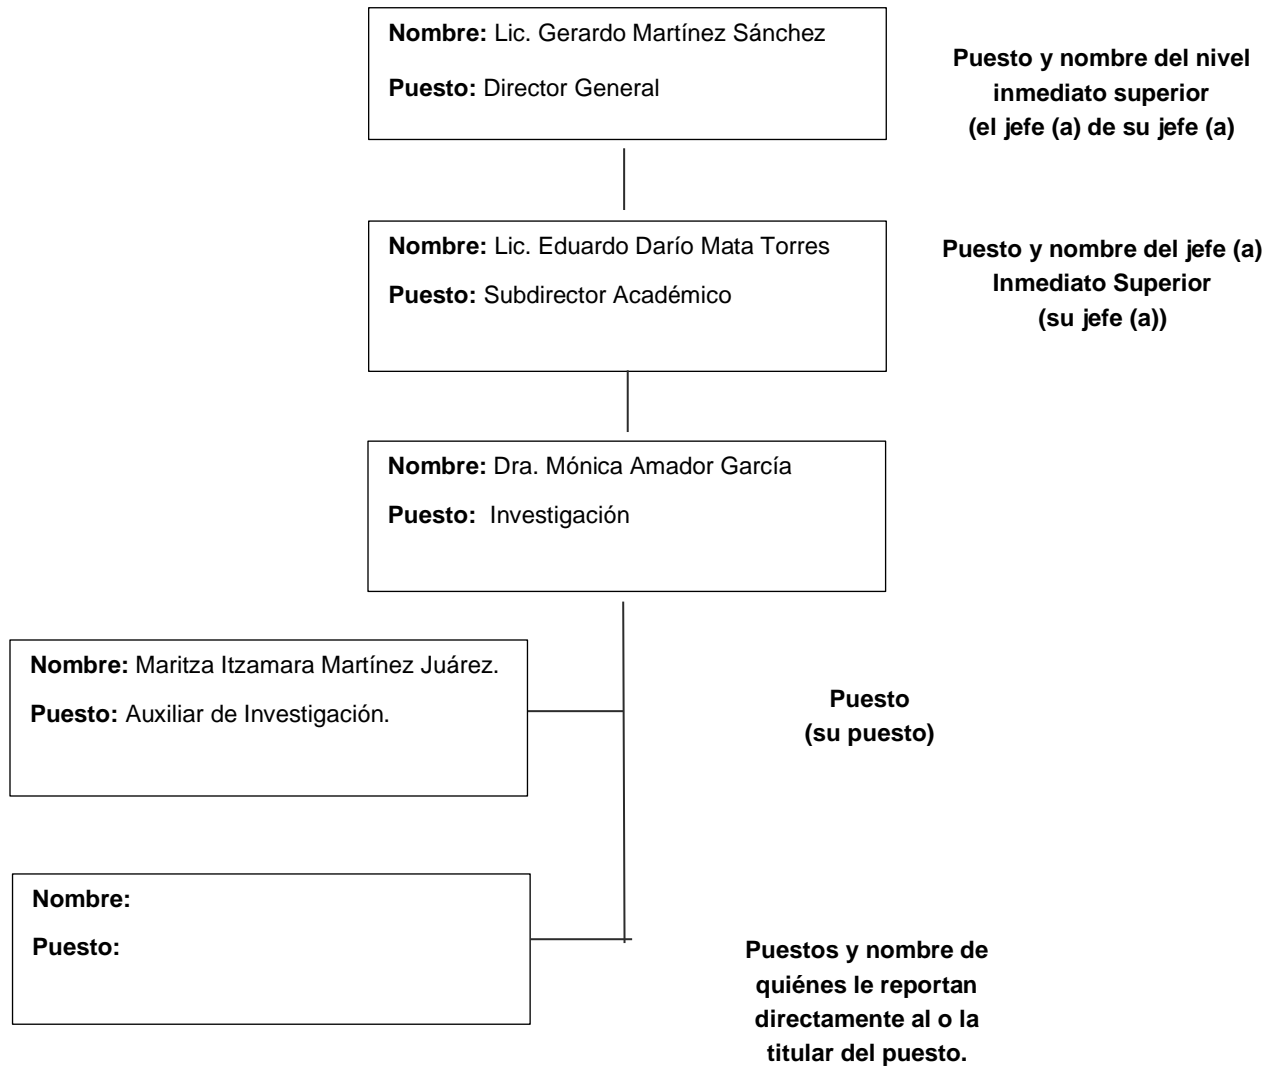 Nombre: Lic. Gerardo Martínez Sánchez
Puesto: Director General
Puesto y nombre del nivel
inmediato superior
(el jefe (a) de su jefe (a)
Nombre: Lic. Eduardo Darío Mata Torres
Puesto: Subdirector Académico
Puesto y nombre del jefe (a)
Inmediato Superior
(su jefe (a))
Nombre: Dra. Mónica Amador García
Puesto: Investigación
Nombre: Maritza Itzamara Martínez Juárez.
Puesto: Auxiliar de Investigación.
Puesto
(su puesto)
Nombre:
Puesto:
Puestos y nombre de
quiénes le reportan
directamente al o la
titular del puesto.